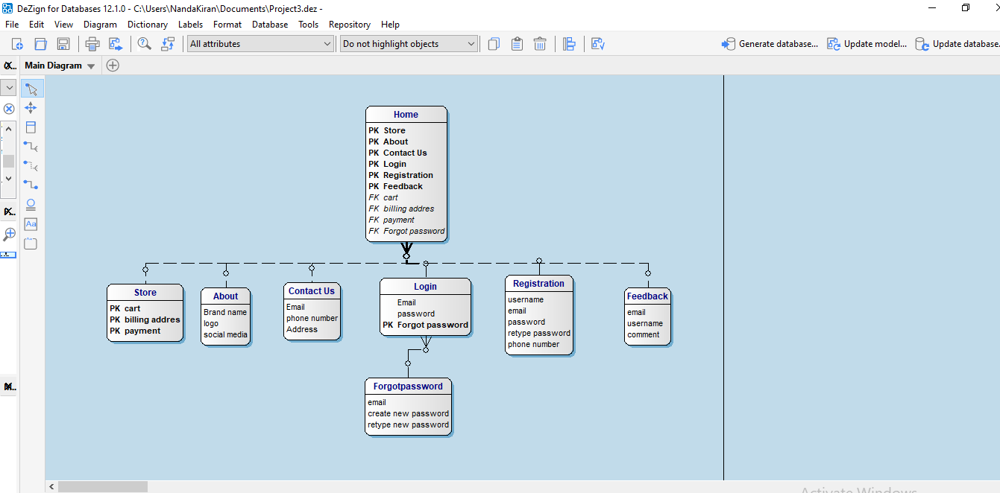 DeZign for Databases 12.1.0 - C:\Users\NandaKiran\Documents\Project3.dez -
File Edit View Diagram Dictionary Labels Format Database Tools Repository Help
All attributes Do not highlight objects Generate database... Update model... Update database.
Main Diagram
Aa
Home
PK Store
PK About
PK Contact Us
PK Login
PK Registration
PK Feedback
FK cart
FK billing addres
FK payment
FK Forgot password
Store
PK cart
PK billing addres
PK payment
About
Brand name
logo
social media
Contact Us
Email
phone number
Address
Login
Email
password
PK Forgot password
Registration
username
email
password
retype password
phone number
Feedback
email
username
comment
Forgotpassword
email
create new password
retype new password
Activate Windows